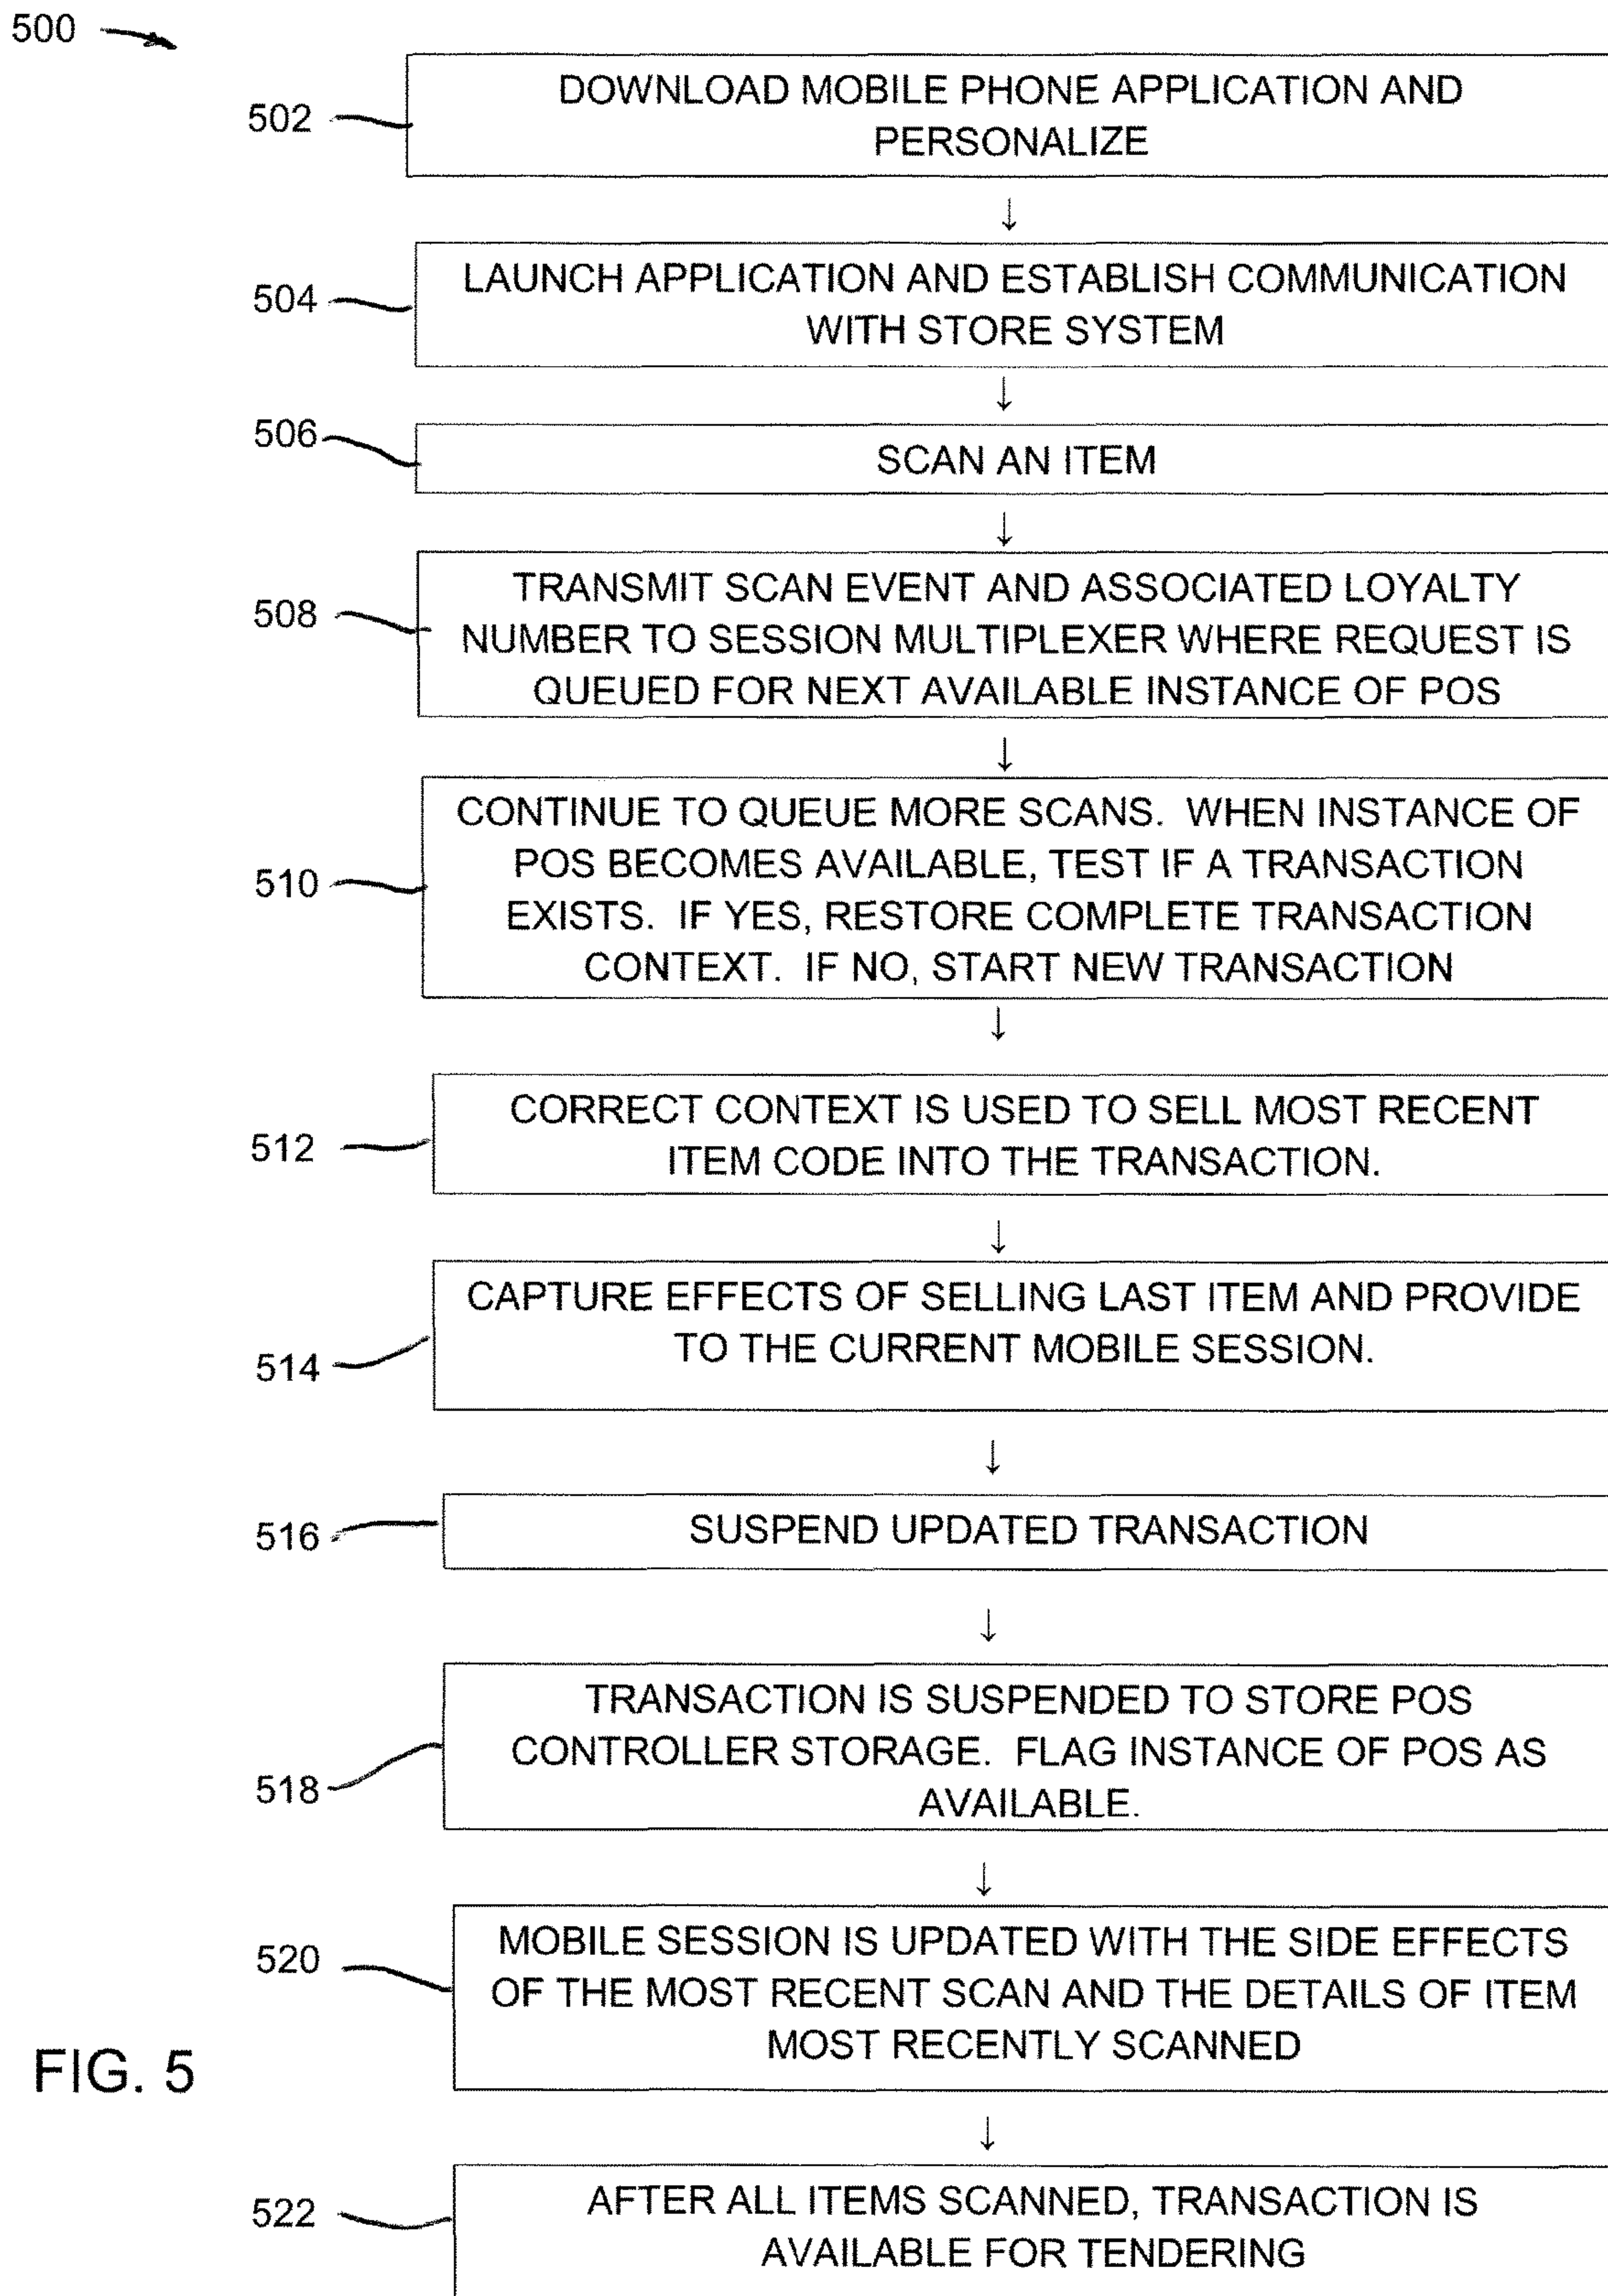 500
502
DOWNLOAD MOBILE PHONE APPLICATION AND
PERSONALIZE
↓
504
LAUNCH APPLICATION AND ESTABLISH COMMUNICATION
WITH STORE SYSTEM
↓
506
SCAN AN ITEM
↓
508
TRANSMIT SCAN EVENT AND ASSOCIATED LOYALTY
NUMBER TO SESSION MULTIPLEXER WHERE REQUEST IS
QUEUED FOR NEXT AVAILABLE INSTANCE OF POS
↓
510
CONTINUE TO QUEUE MORE SCANS. WHEN INSTANCE OF
POS BECOMES AVAILABLE, TEST IF A TRANSACTION
EXISTS. IF YES, RESTORE COMPLETE TRANSACTION
CONTEXT. IF NO, START NEW TRANSACTION
↓
512
CORRECT CONTEXT IS USED TO SELL MOST RECENT
ITEM CODE INTO THE TRANSACTION.
↓
514
CAPTURE EFFECTS OF SELLING LAST ITEM AND PROVIDE
TO THE CURRENT MOBILE SESSION.
↓
516
SUSPEND UPDATED TRANSACTION
↓
518
TRANSACTION IS SUSPENDED TO STORE POS
CONTROLLER STORAGE. FLAG INSTANCE OF POS AS
AVAILABLE.
↓
520
MOBILE SESSION IS UPDATED WITH THE SIDE EFFECTS
OF THE MOST RECENT SCAN AND THE DETAILS OF ITEM
MOST RECENTLY SCANNED
↓
522
AFTER ALL ITEMS SCANNED, TRANSACTION IS
AVAILABLE FOR TENDERING
FIG. 5